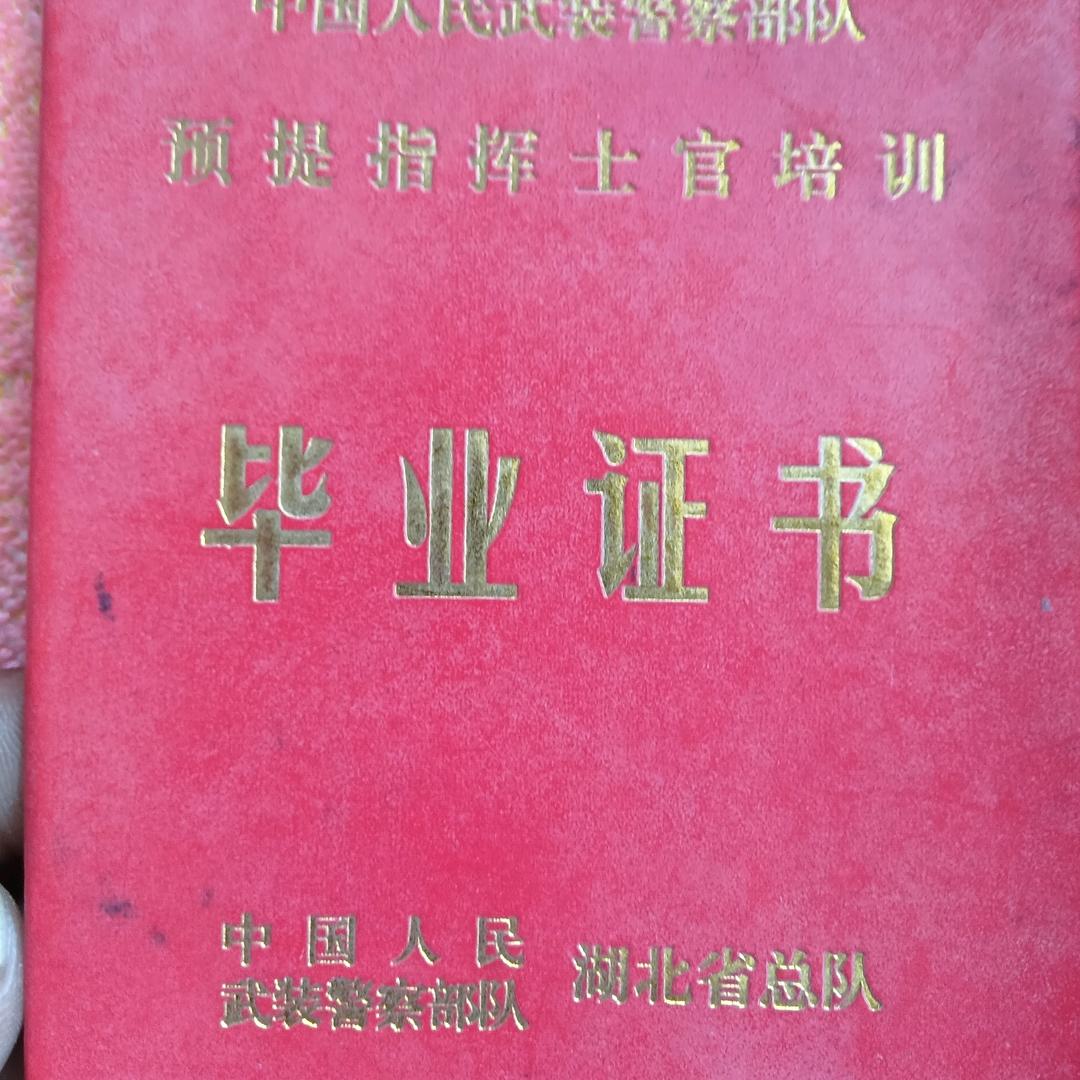 中国人民武装警察部队
预提指挥士官培训
毕业证书
中国人民
武装警察部队
湖北省总队